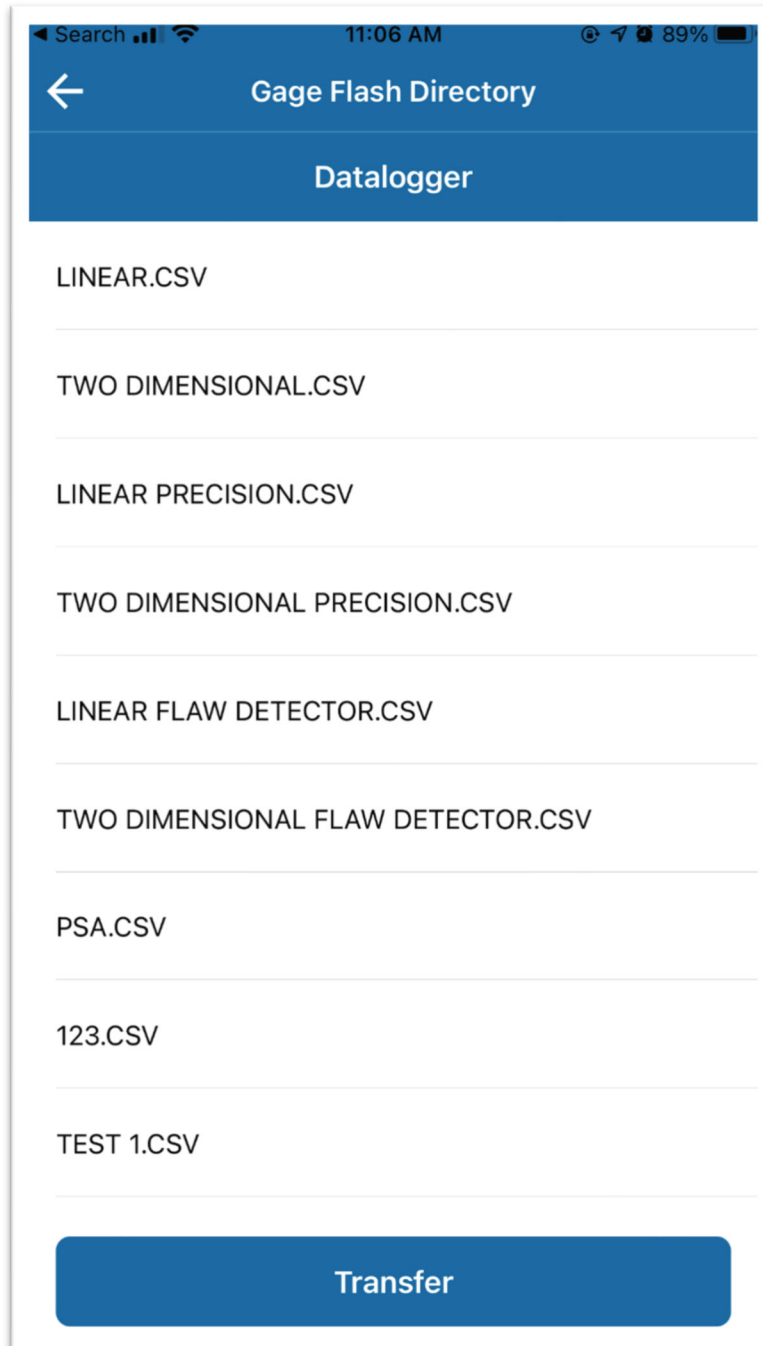 ◀ Search 11:06 AM 89%
Gage Flash Directory
Datalogger
LINEAR.CSV
TWO DIMENSIONAL.CSV
LINEAR PRECISION.CSV
TWO DIMENSIONAL PRECISION.CSV
LINEAR FLAW DETECTOR.CSV
TWO DIMENSIONAL FLAW DETECTOR.CSV
PSA.CSV
123.CSV
TEST 1.CSV
Transfer